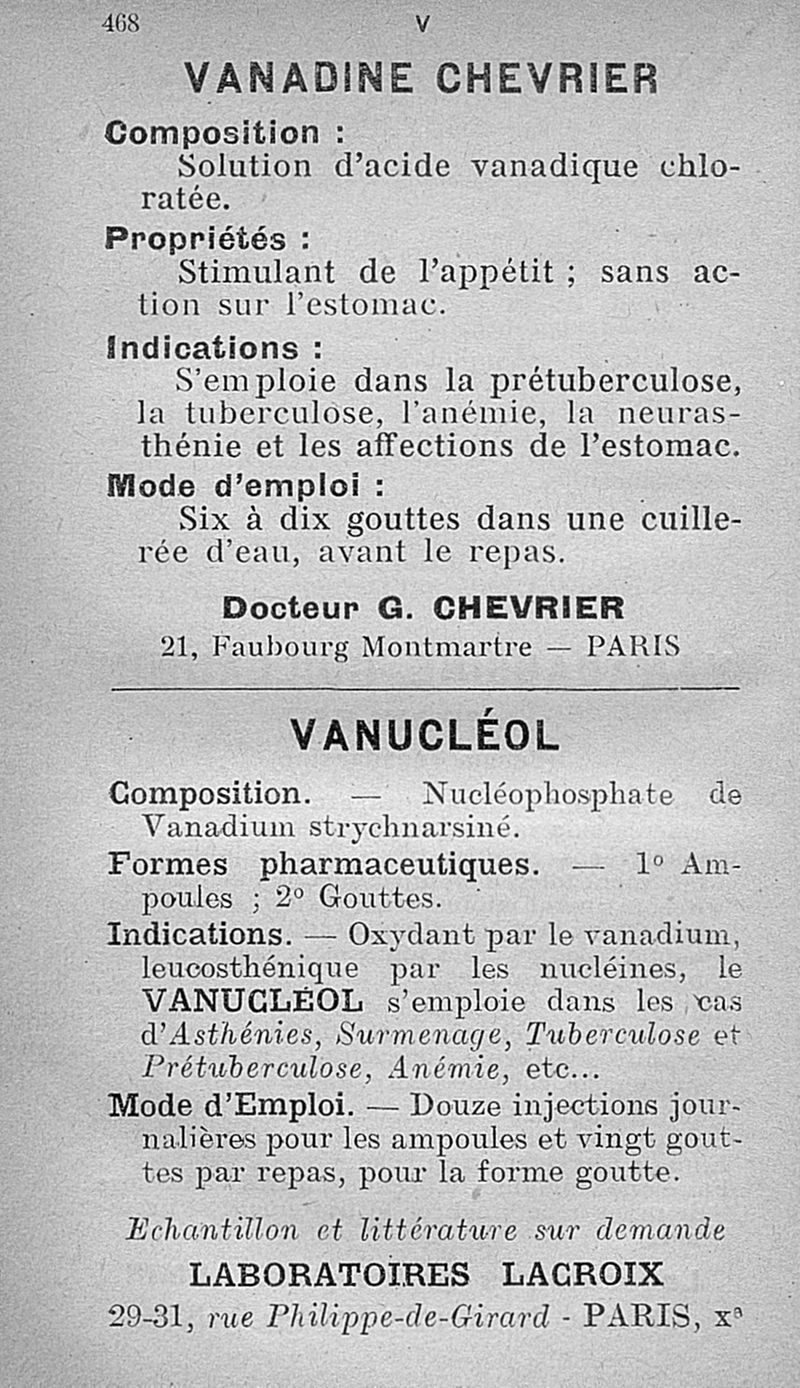 468 V
VANADINE CHEVRIER
Composition :
Solution d'acide vanadique chlo-
ratée.
Propriétés :
Stimulant de l'appétit ; sans ac-
tion sur l'estomac.
Indications :
S'emploie dans la prétuberculose,
la tuberculose, l'anémie, la neuras-
thénie et les affections de l'estomac.
Mode d'emploi :
Six à dix gouttes dans une cuille-
rée d'eau, avant le repas.
Docteur G. CHEVRIER
21, Faubourg Montmartre — PARIS
VANUCLÉOL
Composition. — Nucléophosphate de
Vanadium strychnarsiné.
Formes pharmaceutiques. — 1° Am-
poules ; 2° Gouttes.
Indications. — Oxydant par le vanadium,
leucosthénique par les nucléines, le
VANUCLÉOL s'emploie dans les cas
d'Asthénies, Surmenage, Tuberculose et
Prétuberculose, Anémie, etc...
Mode d'Emploi. — Douze injections jour-
nalières pour les ampoules et vingt gout-
tes par repas, pour la forme goutte.
Echantillon et littérature sur demande
LABORATOIRES LACROIX
29-31, rue Philippe-de-Girard - PARIS, xᵉ